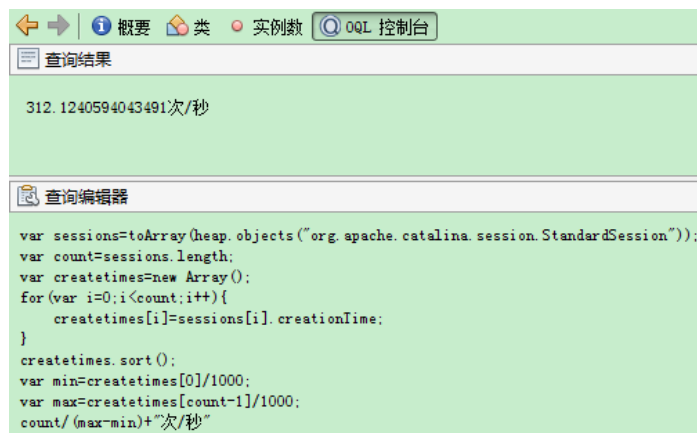 概要 类 实例数 OQL 控制台
查询结果
312.1240594043491次/秒
查询编辑器
var sessions=toArray(heap.objects("org.apache.catalina.session.StandardSession"));
var count=sessions.length;
var createtimes=new Array();
for(var i=0;i<count;i++){
    createtimes[i]=sessions[i].creationTime;
}
createtimes.sort();
var min=createtimes[0]/1000;
var max=createtimes[count-1]/1000;
count/(max-min)+"次/秒"